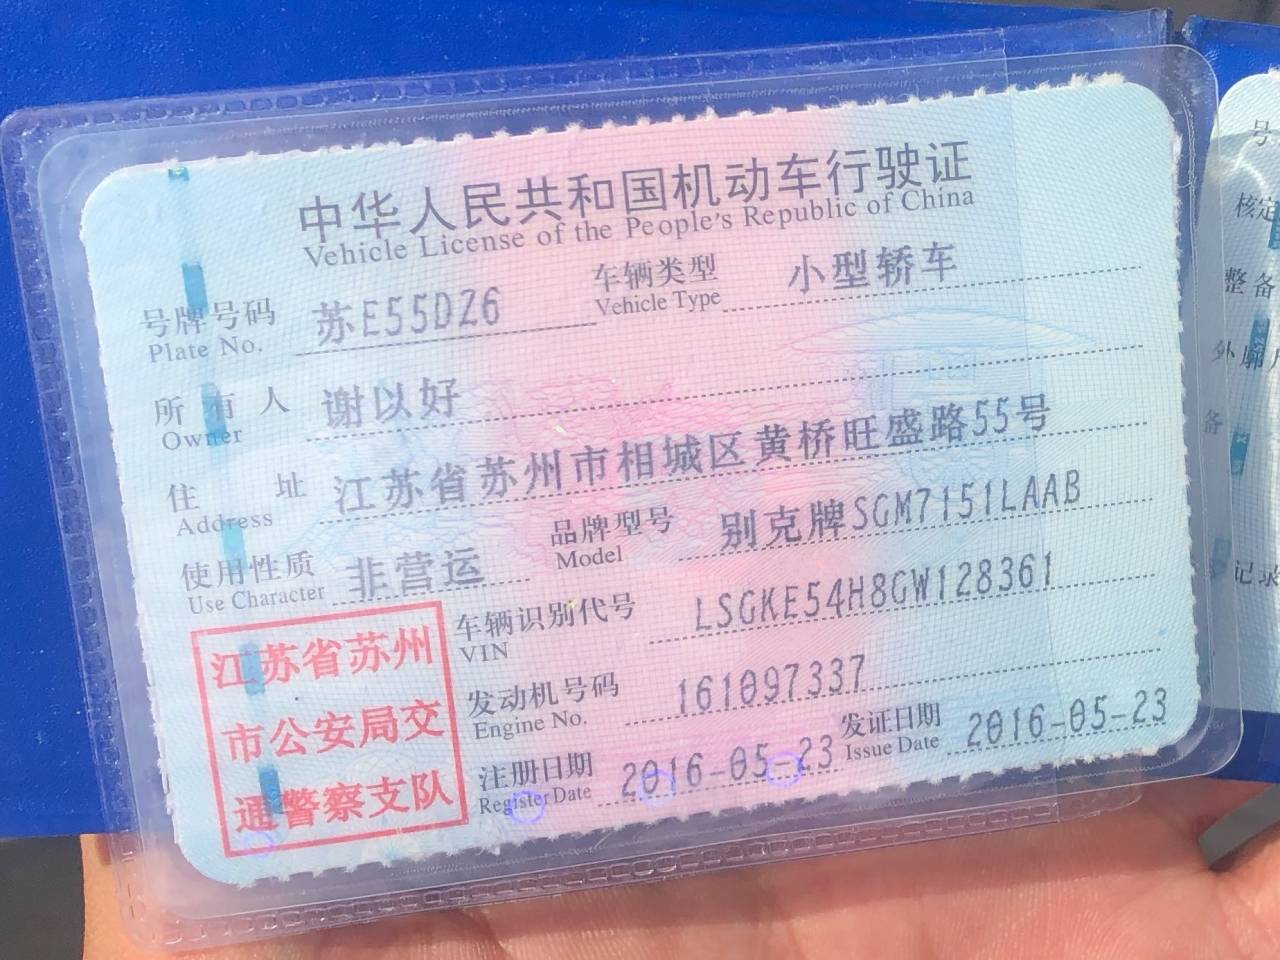 中华人民共和国机动车行驶证
Vehicle License of the People's Republic of China
号牌号码 苏E55DZ6 车辆类型 小型轿车
Plate No. Vehicle Type
所有人 谢以好
Owner
住址 江苏省苏州市相城区黄桥旺盛路55号
Address
使用性质 非营运 品牌型号 别克牌SGM7151LAAB
Use Character Model
车辆识别代号 LSGKE54H8GW128361
VIN
发动机号码 161097337
Engine No.
注册日期 2016-05-23 发证日期 2016-05-23
Register Date Issue Date
江苏省苏州
市公安局交
通警察支队
号
核定
整备
外廓
备
记录